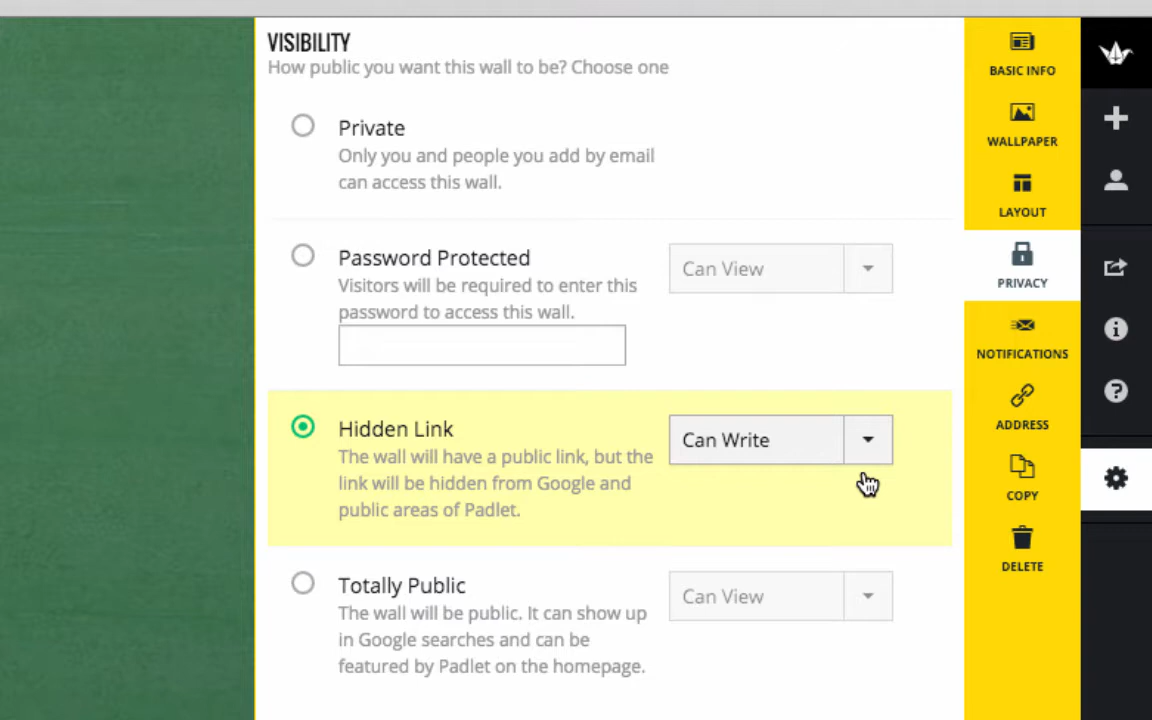 VISIBILITY
How public you want this wall to be? Choose one
Private
Only you and people you add by email
can access this wall.
Password Protected
Visitors will be required to enter this
password to access this wall.
Can View
Hidden Link
The wall will have a public link, but the
link will be hidden from Google and
public areas of Padlet.
Can Write
Totally Public
The wall will be public. It can show up
in Google searches and can be
featured by Padlet on the homepage.
Can View
BASIC INFO
WALLPAPER
LAYOUT
PRIVACY
NOTIFICATIONS
ADDRESS
COPY
DELETE